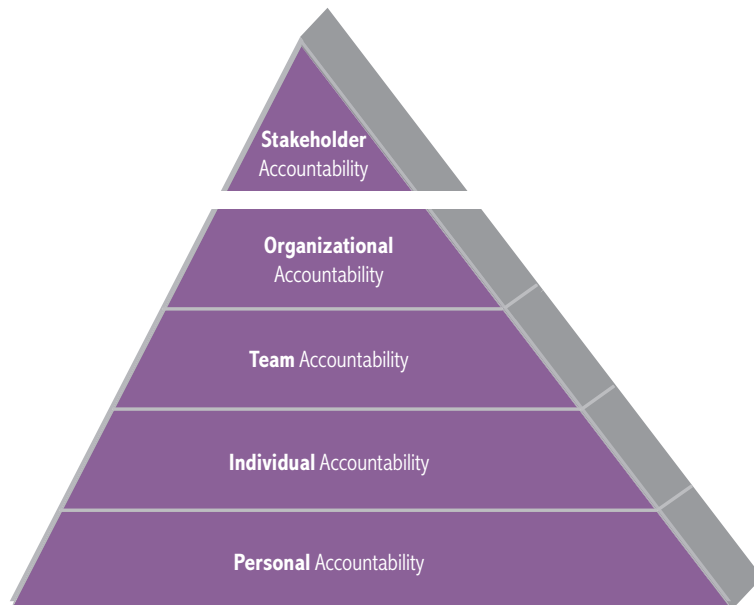 Stakeholder
Accountability
Organizational
Accountability
Team Accountability
Individual Accountability
Personal Accountability